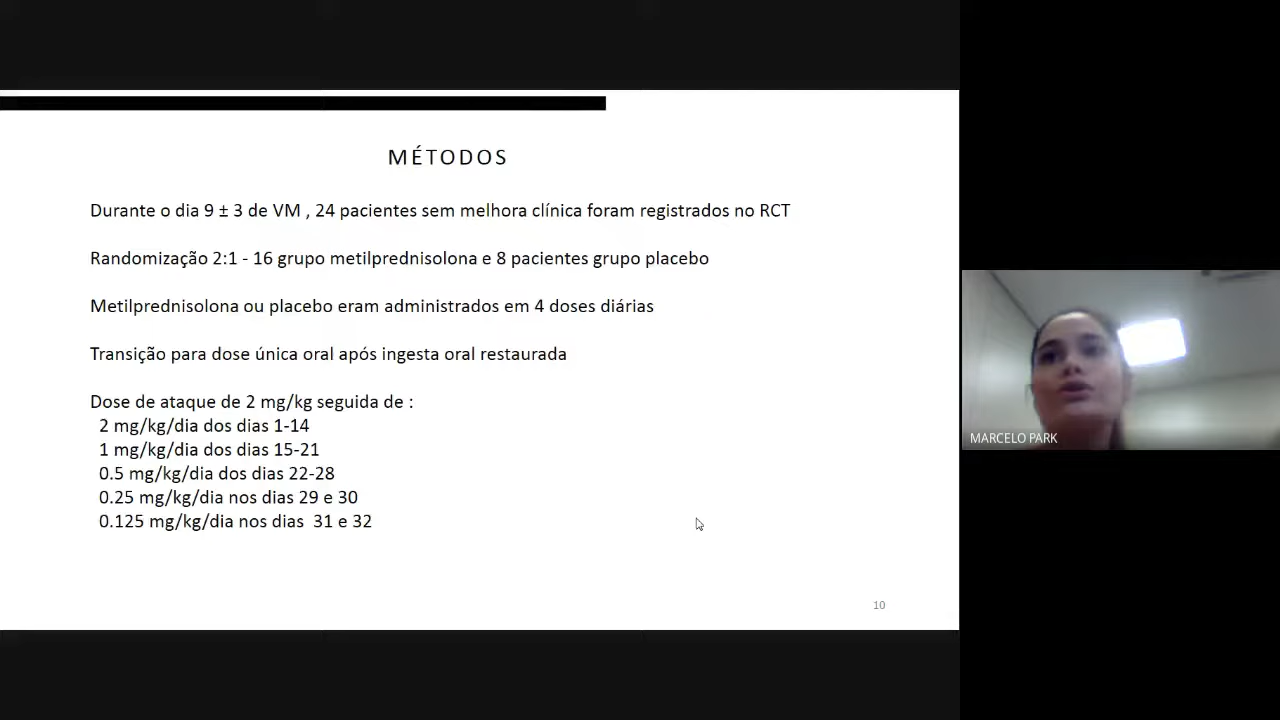 MÉTODOS
Durante o dia 9 ± 3 de VM , 24 pacientes sem melhora clínica foram registrados no RCT
Randomização 2:1 - 16 grupo metilprednisolona e 8 pacientes grupo placebo
Metilprednisolona ou placebo eram administrados em 4 doses diárias
Transição para dose única oral após ingesta oral restaurada
Dose de ataque de 2 mg/kg seguida de :
2 mg/kg/dia dos dias 1-14
1 mg/kg/dia dos dias 15-21
0.5 mg/kg/dia dos dias 22-28
0.25 mg/kg/dia nos dias 29 e 30
0.125 mg/kg/dia nos dias 31 e 32
10
MARCELO PARK